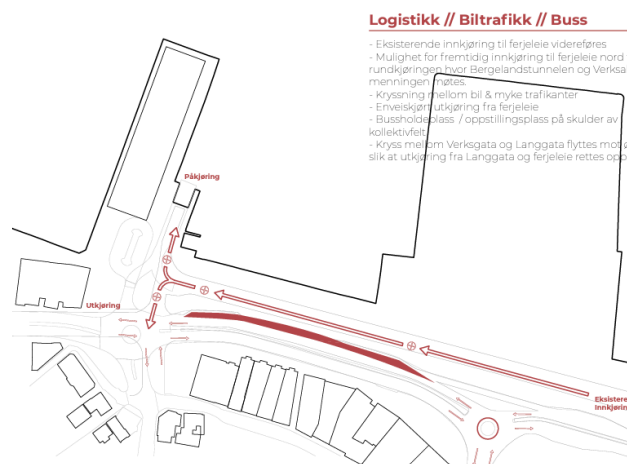 Logistikk // Biltrafikk // Buss
- Eksisterende innkjøring til ferjeleie videreføres
- Mulighet for fremtidig innkjøring til ferjeleie nord
rundkjøringen hvor Bergelandstunnelen og Verksa
menningen møtes.
- Kryssning mellom bil & myke trafikanter
- Enveiskjørt utkjøring fra ferjeleie
- Bussholdeplass / oppstillingsplass på skulder av
kollektivfelt
- Kryss mellom Verksgata og Langgata flyttes mot
slik at utkjøring fra Langgata og ferjeleie rettes opp
Påkjøring
Utkjøring
Eksistere
Innkjørin